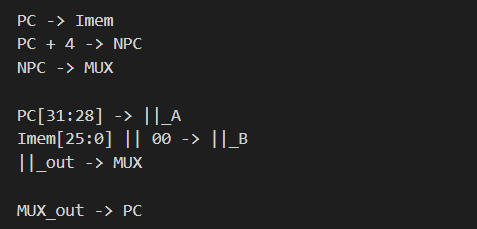 PC -> Imem
PC + 4 -> NPC
NPC -> MUX
PC[31:28] -> ||_A
Imem[25:0] || 00 -> ||_B
||_out -> MUX
MUX_out -> PC